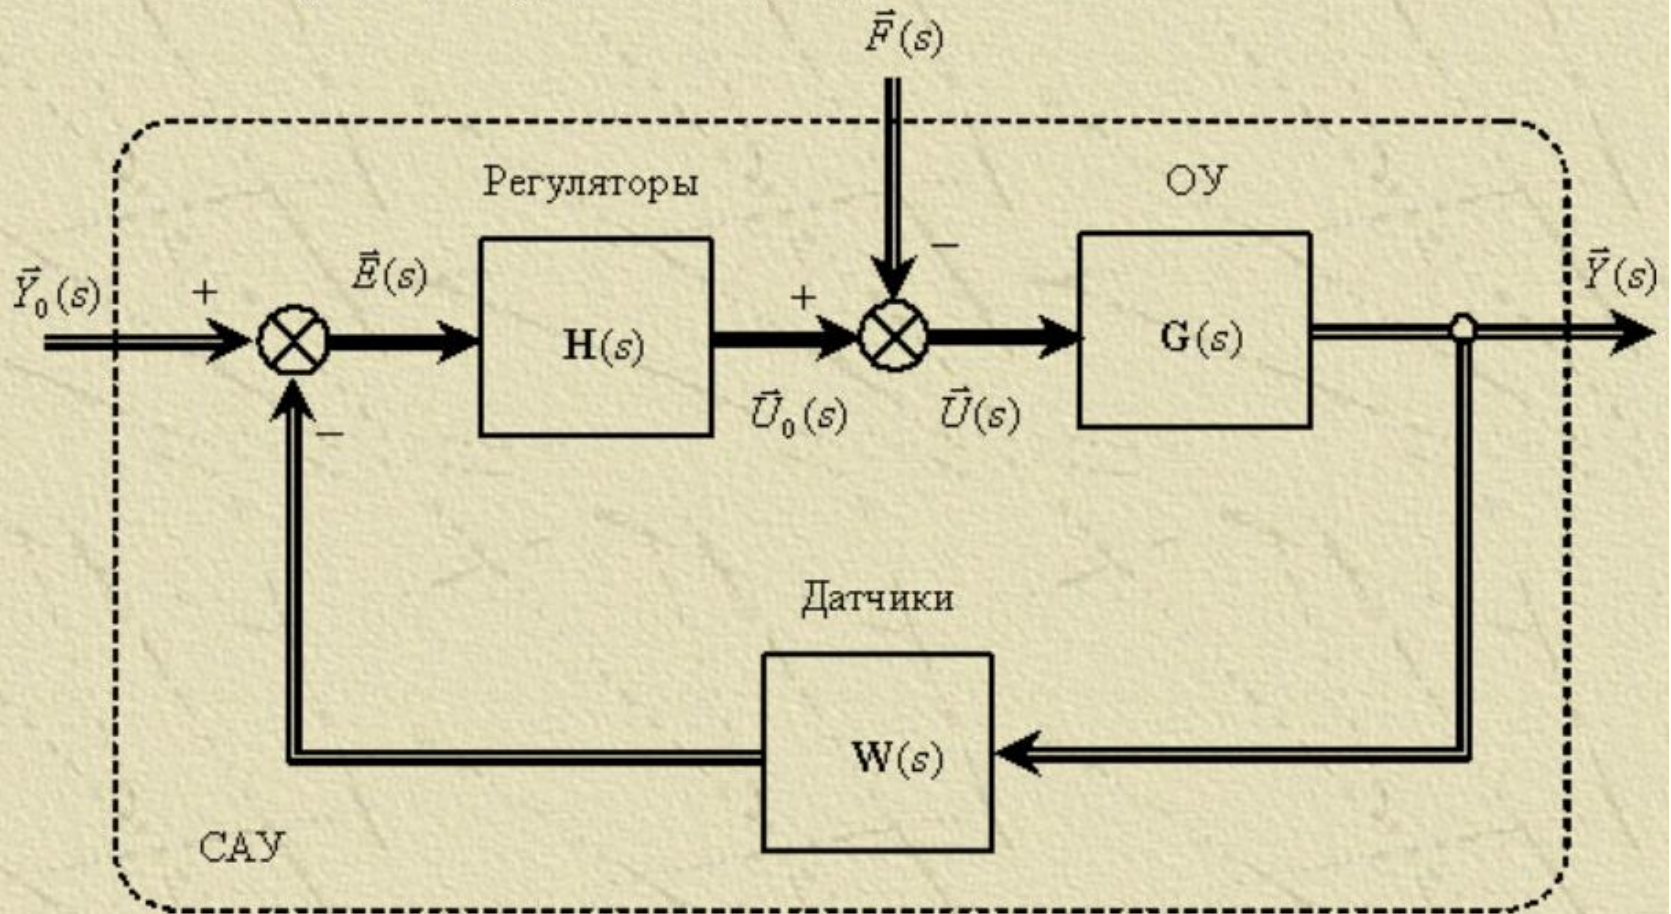 F⃗(s)
Регуляторы
ОУ
Y⃗₀(s)
+
E⃗(s)
H(s)
+
−
G(s)
Y⃗(s)
−
U⃗₀(s)
U⃗(s)
Датчики
W(s)
САУ